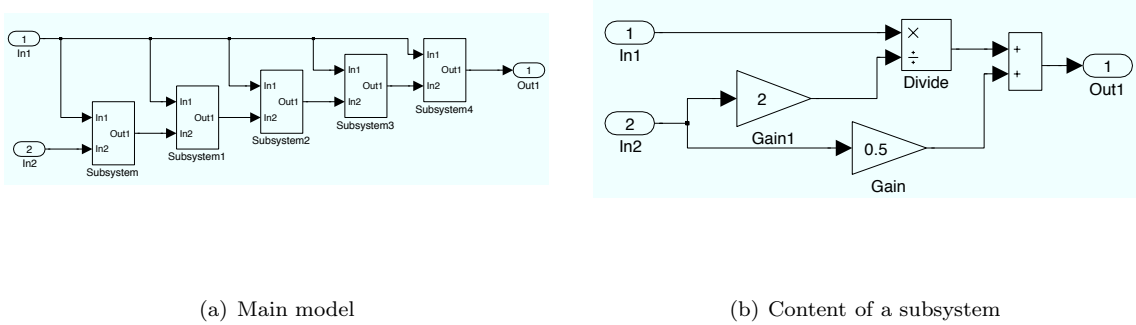 1
In1
2
In2
In1
In2
Out1
Subsystem
In1
In2
Out1
Subsystem1
In1
In2
Out1
Subsystem2
In1
In2
Out1
Subsystem3
In1
In2
Out1
Subsystem4
1
Out1
(a) Main model
1
In1
2
In2
2
Gain1
0.5
Gain
×
÷
Divide
+
+
1
Out1
(b) Content of a subsystem